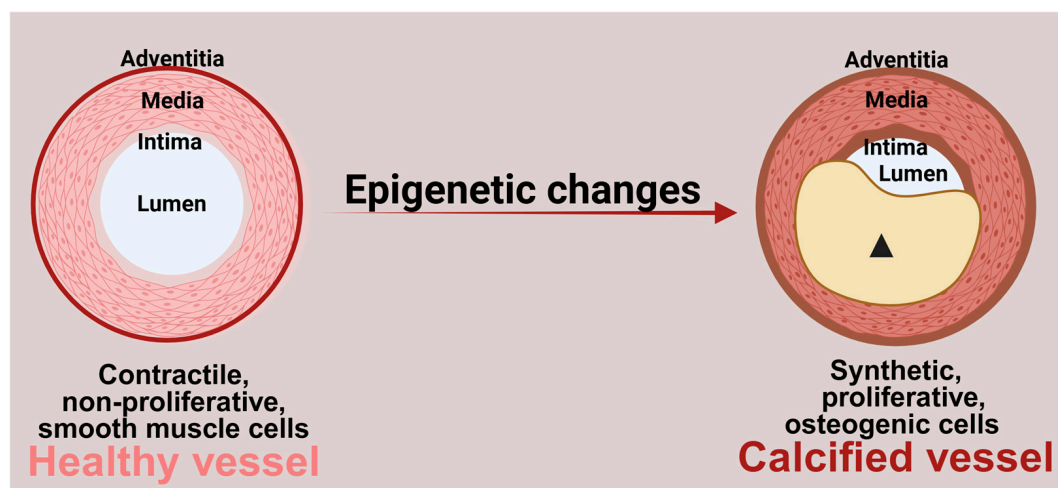 Adventitia
Media
Intima
Lumen
Contractile,
non-proliferative,
smooth muscle cells
Healthy vessel
Epigenetic changes
Adventitia
Media
Intima
Lumen
Synthetic,
proliferative,
osteogenic cells
Calcified vessel